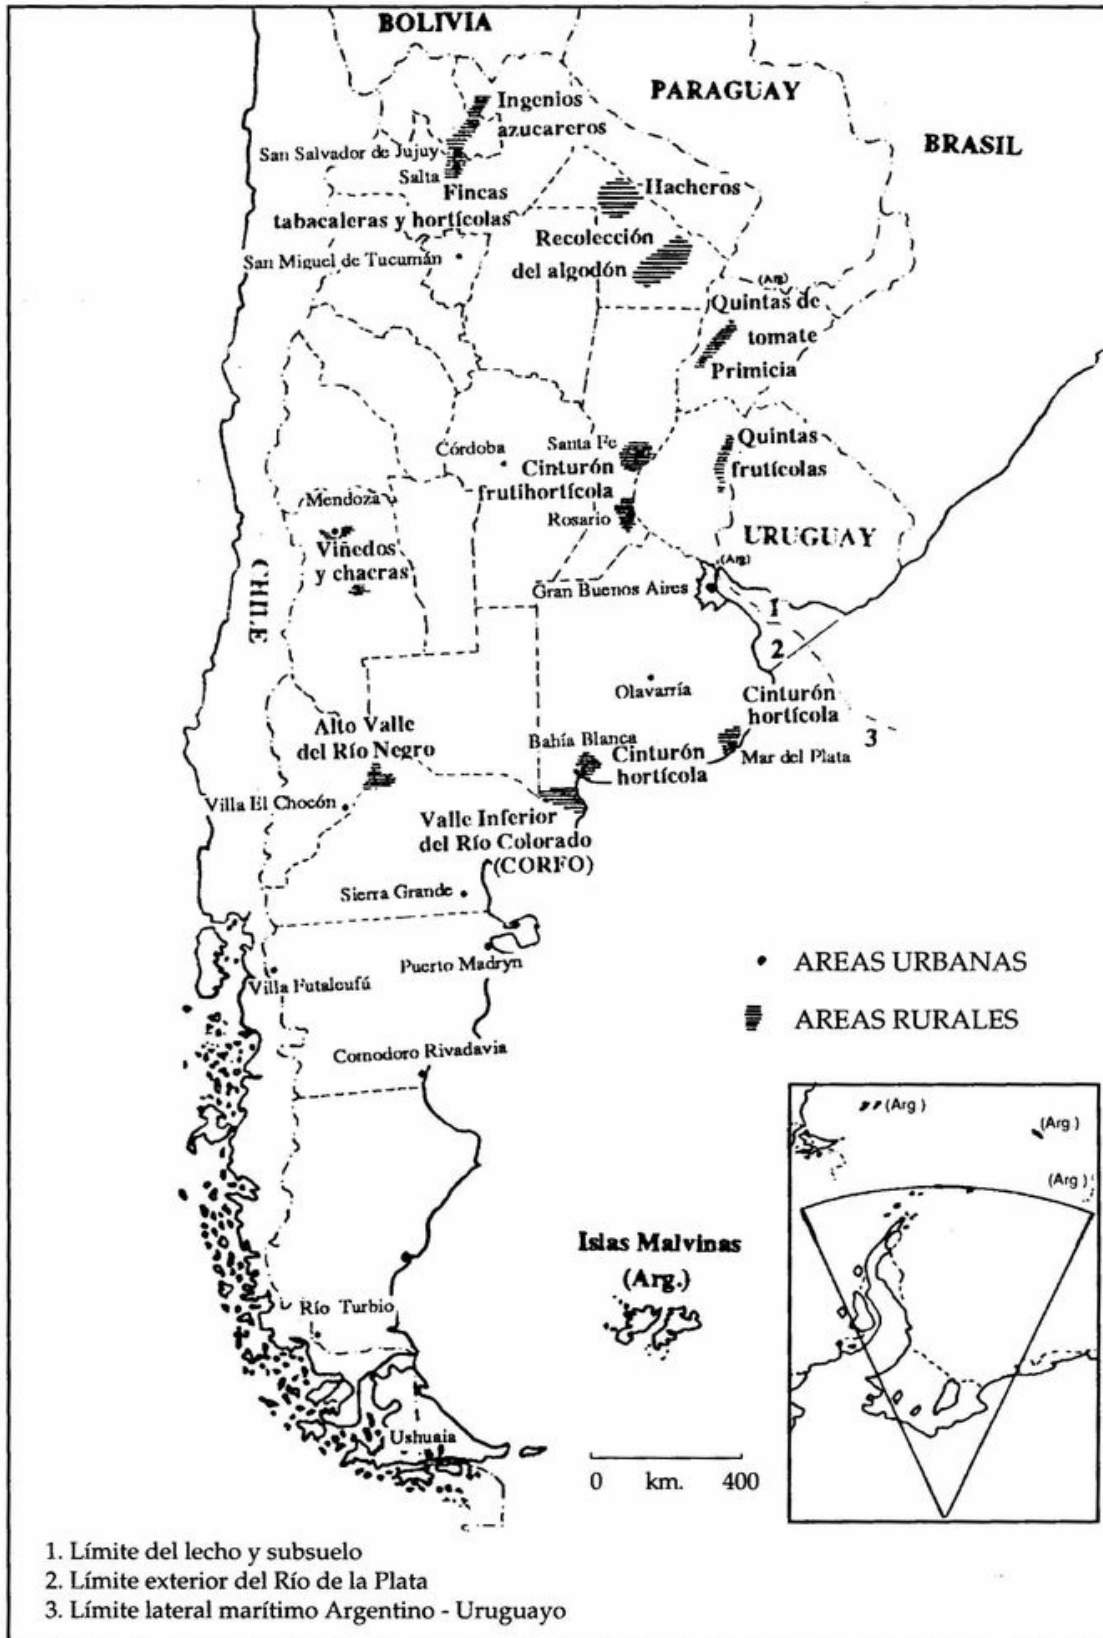 BOLIVIA
PARAGUAY
BRASIL
Ingenios
azucareros
San Salvador de Jujuy
Salta
Fincas
tabacaleras y hortícolas
Hacheros
San Miguel de Tucumán
Recolección
del algodón
(Arg)
Quintas de
tomate
Primicia
Quintas
frutícolas
Santa Fe
Córdoba
Cinturón
frutihortícola
Rosario
Mendoza
Viñedos
y chacras
CHILE
URUGUAY
(Arg)
Gran Buenos Aires
1
2
3
Olavarría
Cinturón
hortícola
Mar del Plata
Alto Valle
del Río Negro
Bahía Blanca
Cinturón
hortícola
Villa El Chocón
Valle Inferior
del Río Colorado
(CORFO)
Sierra Grande
Puerto Madryn
Villa Futaleufú
Comodoro Rivadavia
• AREAS URBANAS
AREAS RURALES
(Arg.)
(Arg.)
(Arg.)
Islas Malvinas
(Arg.)
Río Turbio
Ushuaia
0 km. 400
1. Límite del lecho y subsuelo
2. Límite exterior del Río de la Plata
3. Límite lateral marítimo Argentino - Uruguayo